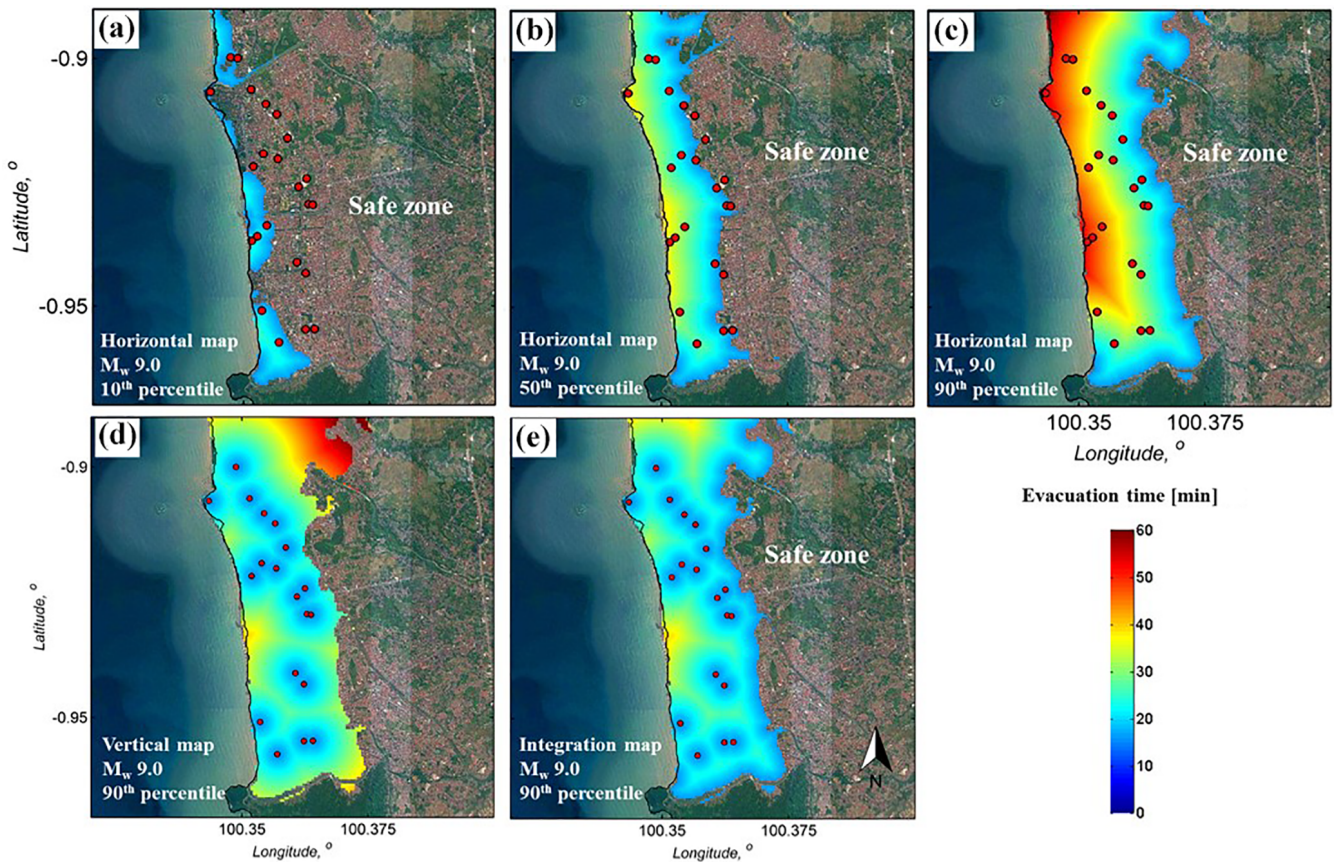 (a)
(b)
(c)
-0.9
-0.95
Latitude, °
Safe zone
Safe zone
Safe zone
Horizontal map
Mw 9.0
10th percentile
Horizontal map
Mw 9.0
50th percentile
Horizontal map
Mw 9.0
90th percentile
100.35
100.375
Longitude, °
(d)
(e)
-0.9
-0.95
Latitude, °
Safe zone
Vertical map
Mw 9.0
90th percentile
Integration map
Mw 9.0
90th percentile
N
100.35
100.375
Longitude, °
100.35
100.375
Longitude, °
Evacuation time [min]
60
50
40
30
20
10
0